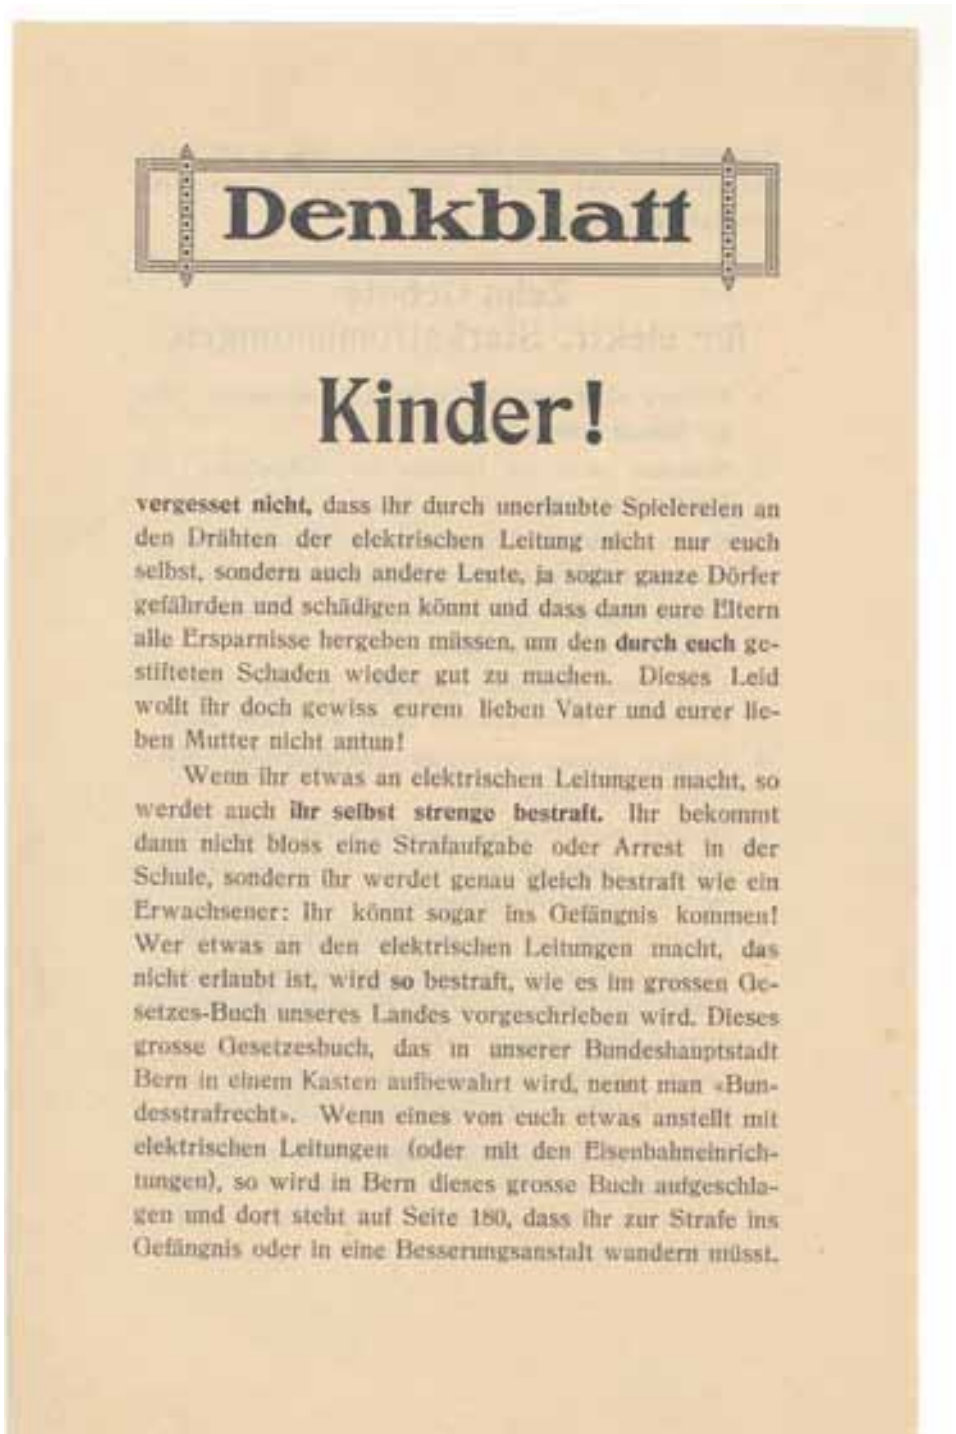 Denkblatt
Kinder!
vergesset nicht, dass ihr durch unerlaubte Spielereien an
den Drähten der elektrischen Leitung nicht nur euch
selbst, sondern auch andere Leute, ja sogar ganze Dörfer
gefährden und schädigen könnt und dass dann eure Eltern
alle Ersparnisse hergeben müssen, um den durch euch ge-
stifteten Schaden wieder gut zu machen. Dieses Leid
wollt ihr doch gewiss eurem lieben Vater und eurer lie-
ben Mutter nicht antun!
Wenn ihr etwas an elektrischen Leitungen macht, so
werdet auch ihr selbst strenge bestraft. Ihr bekommt
dann nicht bloss eine Strafaufgabe oder Arrest in der
Schule, sondern ihr werdet genau gleich bestraft wie ein
Erwachsener: Ihr könnt sogar ins Gefängnis kommen!
Wer etwas an den elektrischen Leitungen macht, das
nicht erlaubt ist, wird so bestraft, wie es im grossen Ge-
setzes-Buch unseres Landes vorgeschrieben wird. Dieses
grosse Gesetzesbuch, das in unserer Bundeshauptstadt
Bern in einem Kasten aufbewahrt wird, nennt man «Bun-
desstrafrecht». Wenn eines von euch etwas anstellt mit
elektrischen Leitungen (oder mit den Eisenbahneinrich-
tungen), so wird in Bern dieses grosse Buch aufgeschla-
gen und dort steht auf Seite 180, dass ihr zur Strafe ins
Gefängnis oder in eine Besserungsanstalt wandern müsst.